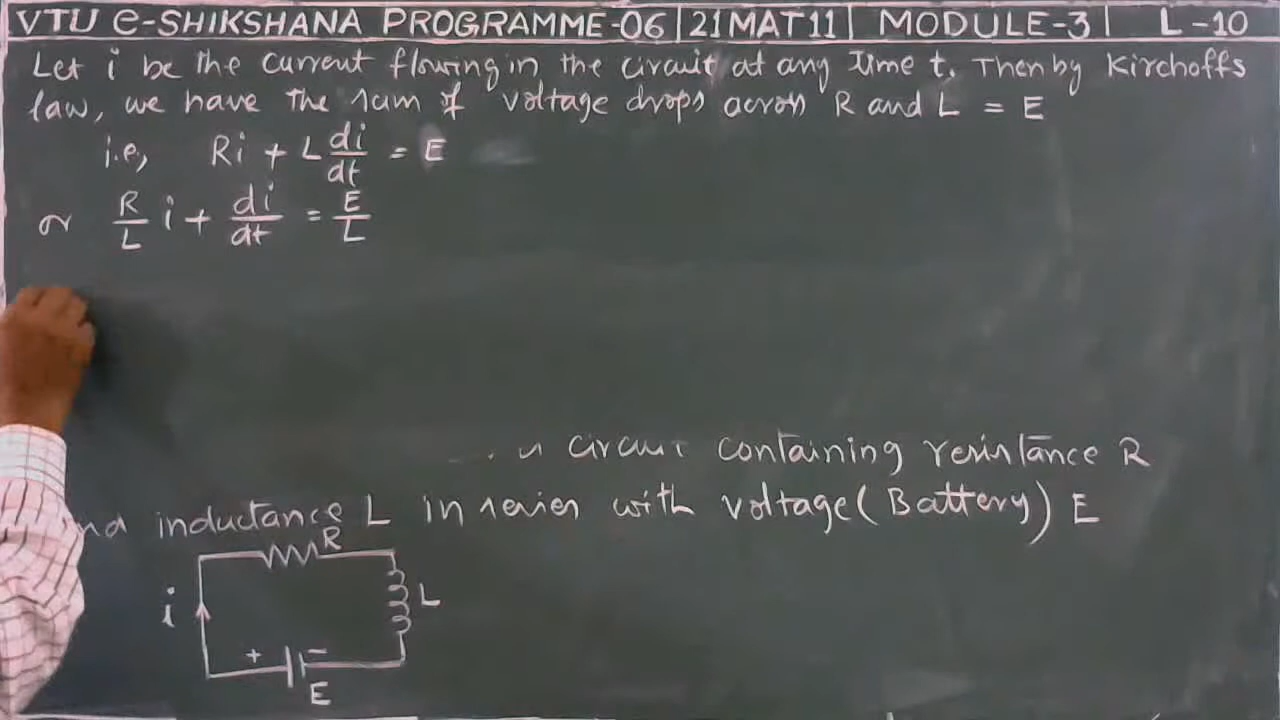 VTU e-SHIKSHANA PROGRAMME-06 | 21MAT11 | MODULE-3 | L-10
Let i be the current flowing in the circuit at any time t. Then by Kirchoffs
law, we have the sum of voltage drops across R and L = E
i.e, Ri + L di/dt = E
or R/L i + di/dt = E/L
circuit containing resistance R
inductance L in series with voltage (Battery) E
R
i
L
+ -
E